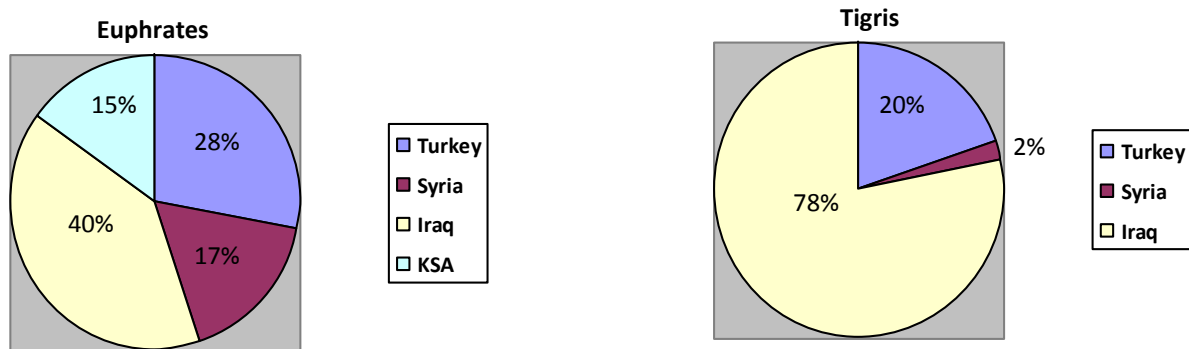 Euphrates
15%
28%
40%
17%
Turkey
Syria
Iraq
KSA
Tigris
20%
2%
78%
Turkey
Syria
Iraq